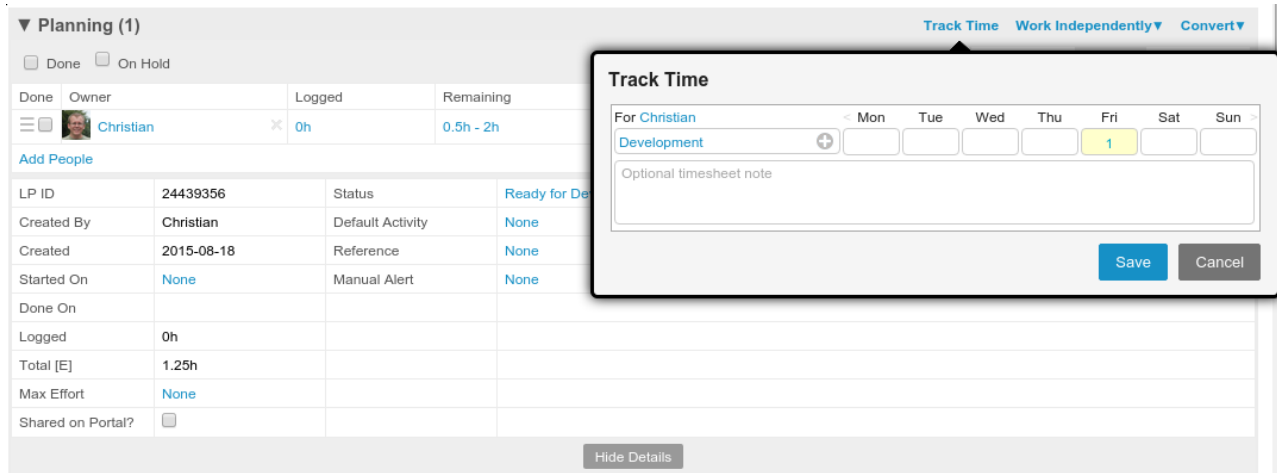 ▼ Planning (1) Track Time Work Independently▼ Convert▼
Done On Hold
Done Owner Logged Remaining
Christian 0h 0.5h - 2h
Add People
LP ID 24439356 Status Ready for De
Created By Christian Default Activity None
Created 2015-08-18 Reference None
Started On None Manual Alert None
Done On
Logged 0h
Total [E] 1.25h
Max Effort None
Shared on Portal?
Hide Details
Track Time
For Christian < Mon Tue Wed Thu Fri Sat Sun >
Development 1
Optional timesheet note
Save Cancel